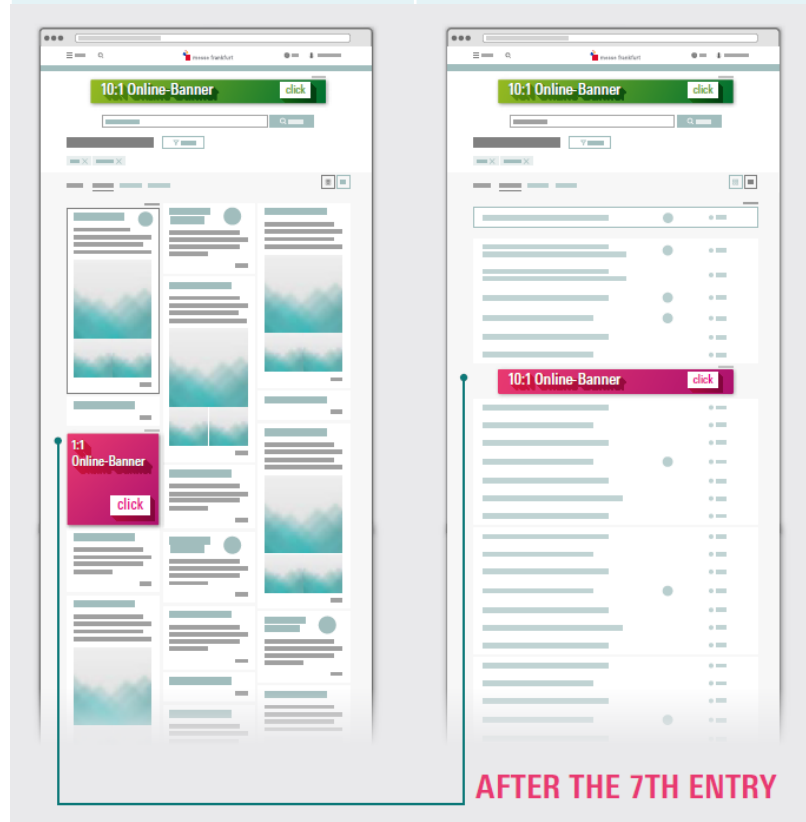 messe frankfurt
10:1 Online-Banner
click
1:1
Online-Banner
click
messe frankfurt
10:1 Online-Banner
click
10:1 Online-Banner
click
AFTER THE 7TH ENTRY